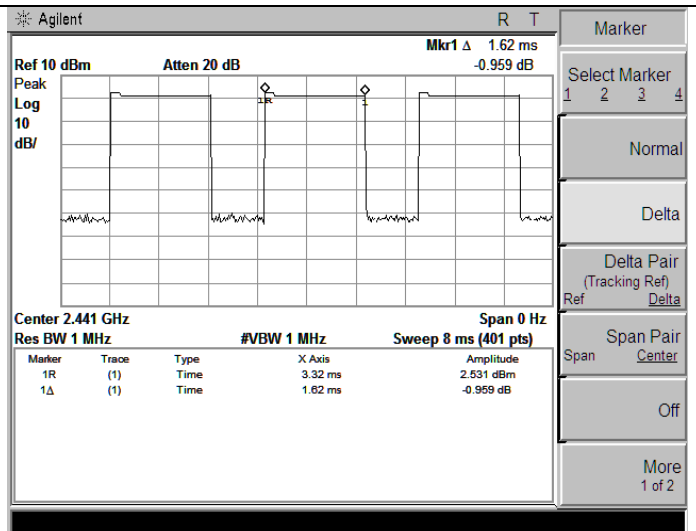 Agilent R T
Mkr1 Δ 1.62 ms
Ref 10 dBm Atten 20 dB -0.959 dB
Peak
Log
10
dB/
1R 1
Center 2.441 GHz Span 0 Hz
Res BW 1 MHz #VBW 1 MHz Sweep 8 ms (401 pts)
Marker Trace Type X Axis Amplitude
1R (1) Time 3.32 ms 2.531 dBm
1Δ (1) Time 1.62 ms -0.959 dB
Marker
Select Marker
1 2 3 4
Normal
Delta
Delta Pair
(Tracking Ref)
Ref Delta
Span Pair
Span Center
Off
More
1 of 2